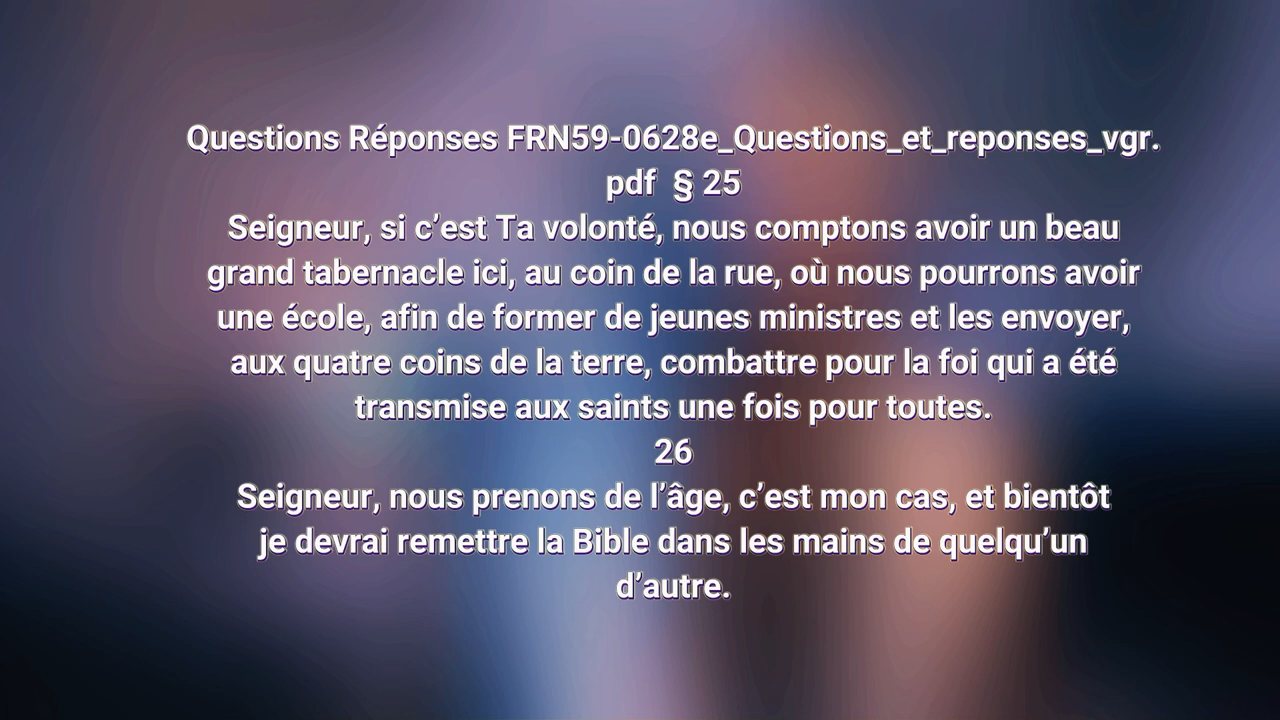 Questions Réponses FRN59-0628e_Questions_et_reponses_vgr.
pdf  § 25
Seigneur, si c’est Ta volonté, nous comptons avoir un beau
grand tabernacle ici, au coin de la rue, où nous pourrons avoir
une école, afin de former de jeunes ministres et les envoyer,
aux quatre coins de la terre, combattre pour la foi qui a été
transmise aux saints une fois pour toutes.
26
Seigneur, nous prenons de l’âge, c’est mon cas, et bientôt
je devrai remettre la Bible dans les mains de quelqu’un
d’autre.